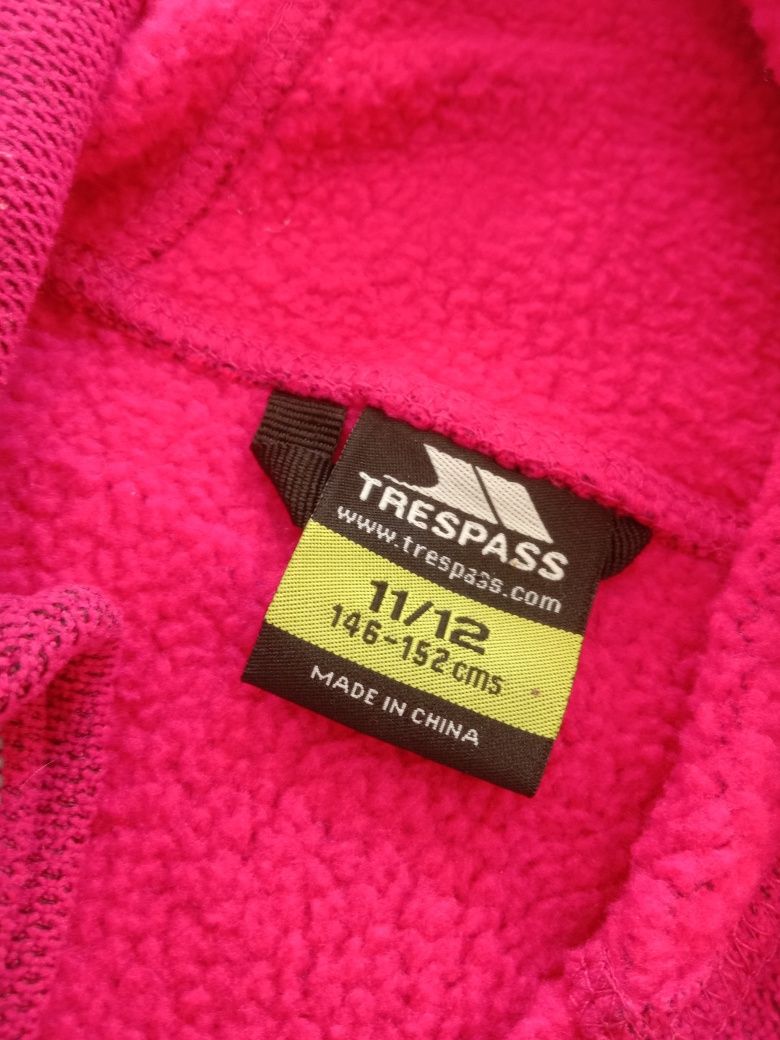 TRESPASS
www.trespass.com
11/12
146-152 cms
MADE IN CHINA